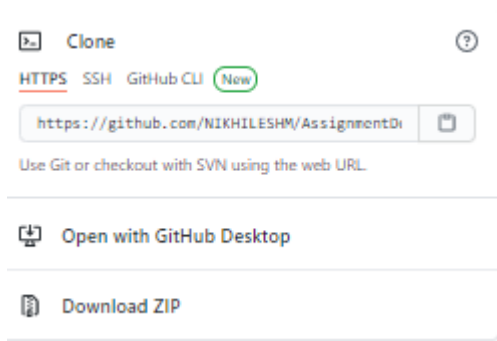 Clone
HTTPS SSH GitHub CLI New
https://github.com/NIKHILESHM/AssignmentD
Use Git or checkout with SVN using the web URL.
Open with GitHub Desktop
Download ZIP